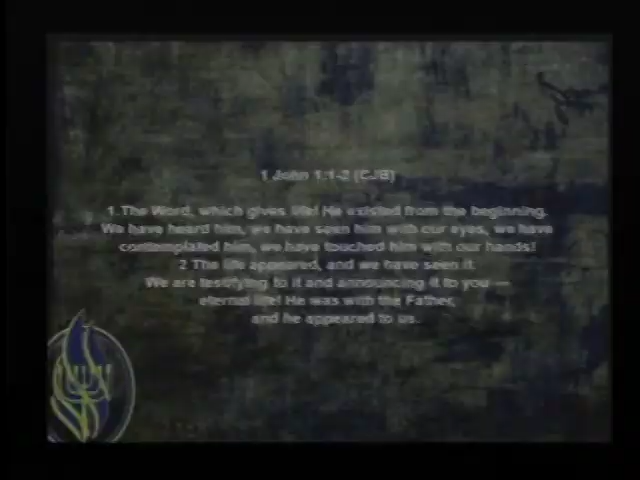 1 John 1:1-2 (CJB)
1 The Word, which gives life! He existed from the beginning.
We have heard him, we have seen him with our eyes, we have
contemplated him, we have touched him with our hands!
2 The life appeared, and we have seen it.
We are testifying to it and announcing it to you —
eternal life! He was with the Father,
and he appeared to us.